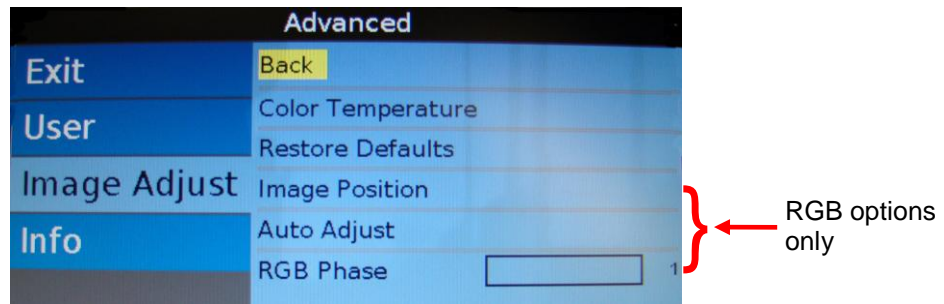 Advanced
Exit
User
Image Adjust
Info
Back
Color Temperature
Restore Defaults
Image Position
Auto Adjust
RGB Phase 1
RGB options
only